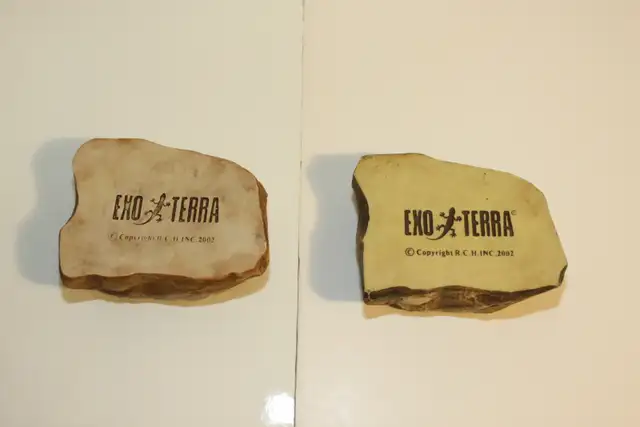 EXO TERRA
© Copyright R.C.H.INC.2002
EXO TERRA©
© Copyright R.C.H.INC.2002